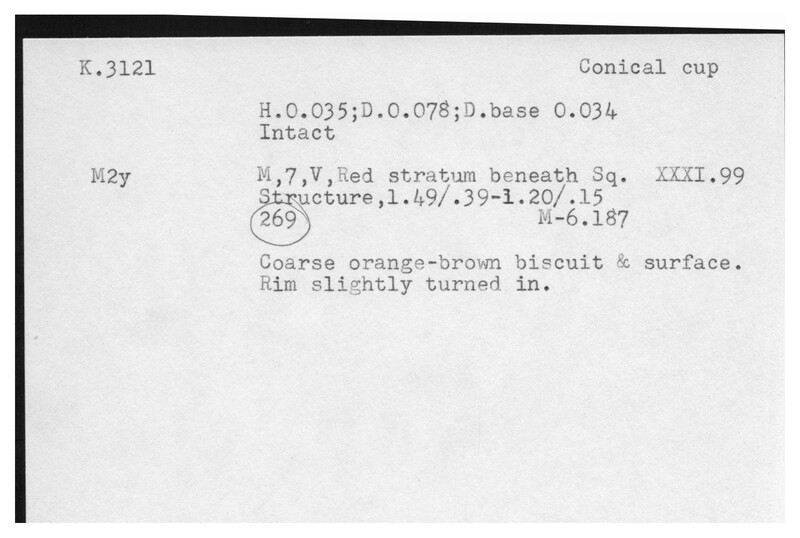 K.3121 Conical cup
H.0.035;D.0.078;D.base 0.034
Intact
M2y M,7,V,Red stratum beneath Sq. XXXI.99
Structure,1.49/.39-1.20/.15
269 M-6.187
Coarse orange-brown biscuit & surface.
Rim slightly turned in.